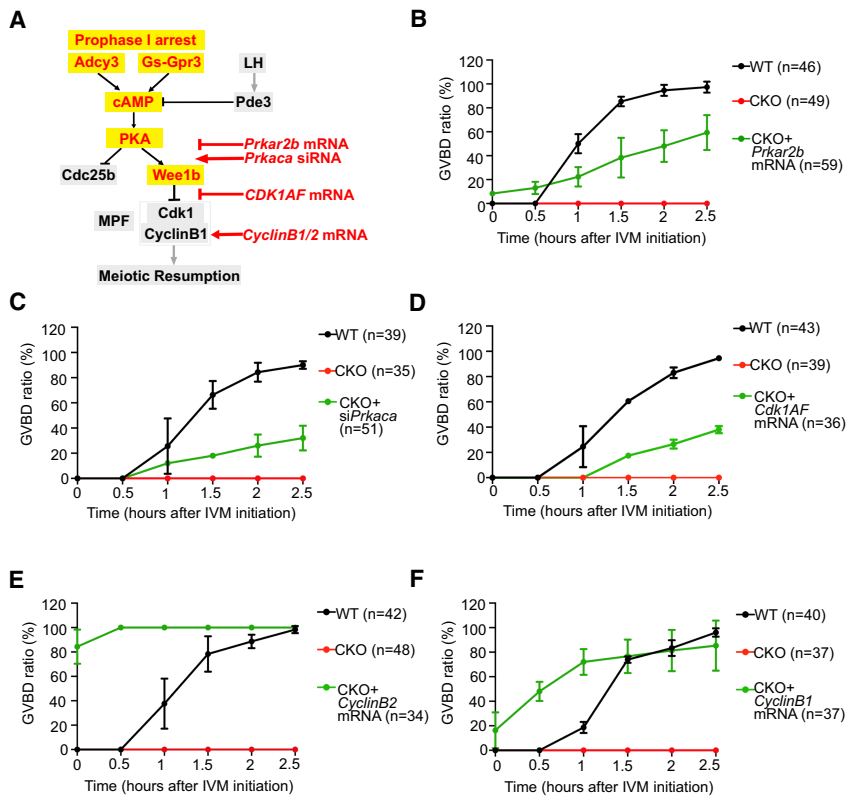 A
Prophase I arrest
Adcy3 Gs-Gpr3 LH
cAMP Pde3
PKA
Prkar2b mRNA
Prkaca siRNA
Cdc25b Wee1b
CDK1AF mRNA
Cdk1
MPF
CyclinB1 CyclinB1/2 mRNA
Meiotic Resumption
B
GVBD ratio (%)
120
100
80
60
40
20
0
0 0.5 1 1.5 2 2.5
Time (hours after IVM initiation)
WT (n=46)
CKO (n=49)
CKO+
Prkar2b
mRNA (n=59)
C
GVBD ratio (%)
120
100
80
60
40
20
0
0 0.5 1 1.5 2 2.5
Time (hours after IVM initiation)
WT (n=39)
CKO (n=35)
CKO+
siPrkaca
(n=51)
D
GVBD ratio (%)
120
100
80
60
40
20
0
0 0.5 1 1.5 2 2.5
Time (hours after IVM initiation)
WT (n=43)
CKO (n=39)
CKO+
Cdk1AF
mRNA (n=36)
E
GVBD ratio (%)
120
100
80
60
40
20
0
0 0.5 1 1.5 2 2.5
Time (hours after IVM initiation)
WT (n=42)
CKO (n=48)
CKO+
CyclinB2
mRNA (n=34)
F
GVBD ratio (%)
120
100
80
60
40
20
0
0 0.5 1 1.5 2 2.5
Time (hours after IVM initiation)
WT (n=40)
CKO (n=37)
CKO+
CyclinB1
mRNA (n=37)